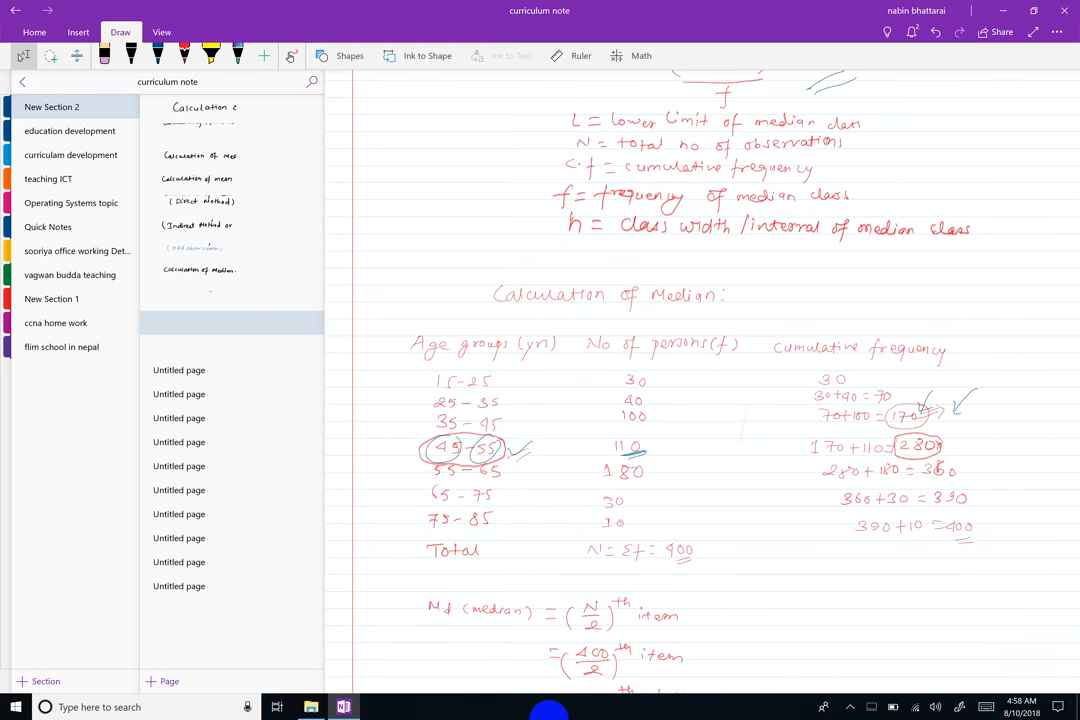 curriculum note
nabin bhattarai
Home Insert Draw View
Share
Shapes Ink to Shape Ink to Text Ruler Math
curriculum note
New Section 2
education development
curriculam development
teaching ICT
Operating Systems topic
Quick Notes
sooriya office working Det...
vagwan budda teaching
New Section 1
ccna home work
flim school in nepal
Section
Calculation c
Calculation of Med
Calculation of mean
(Direct Method)
(Indirect Method or
(odd observation)
Calculation of Median.
Untitled page
Untitled page
Untitled page
Untitled page
Untitled page
Untitled page
Untitled page
Untitled page
Untitled page
Untitled page
Page
f
L = lower limit of median class
N = total no of observations
c.f = cumulative frequency
f = frequency of median class
h = class width /interval of median class
Calculation of Median:
Age groups (yrs) No of persons (f) cumulative frequency
15-25 30 30
25-35 40 30+40=70
35-45 100 70+100=170
45-55 110 170+110=280
55-65 180 280+180=360
65-75 30 360+30=390
75-85 10 390+10=400
Total N=Σf=400
Md (median) = (N/2)th item
= (400/2)th item
Type here to search
4:58 AM
8/10/2018